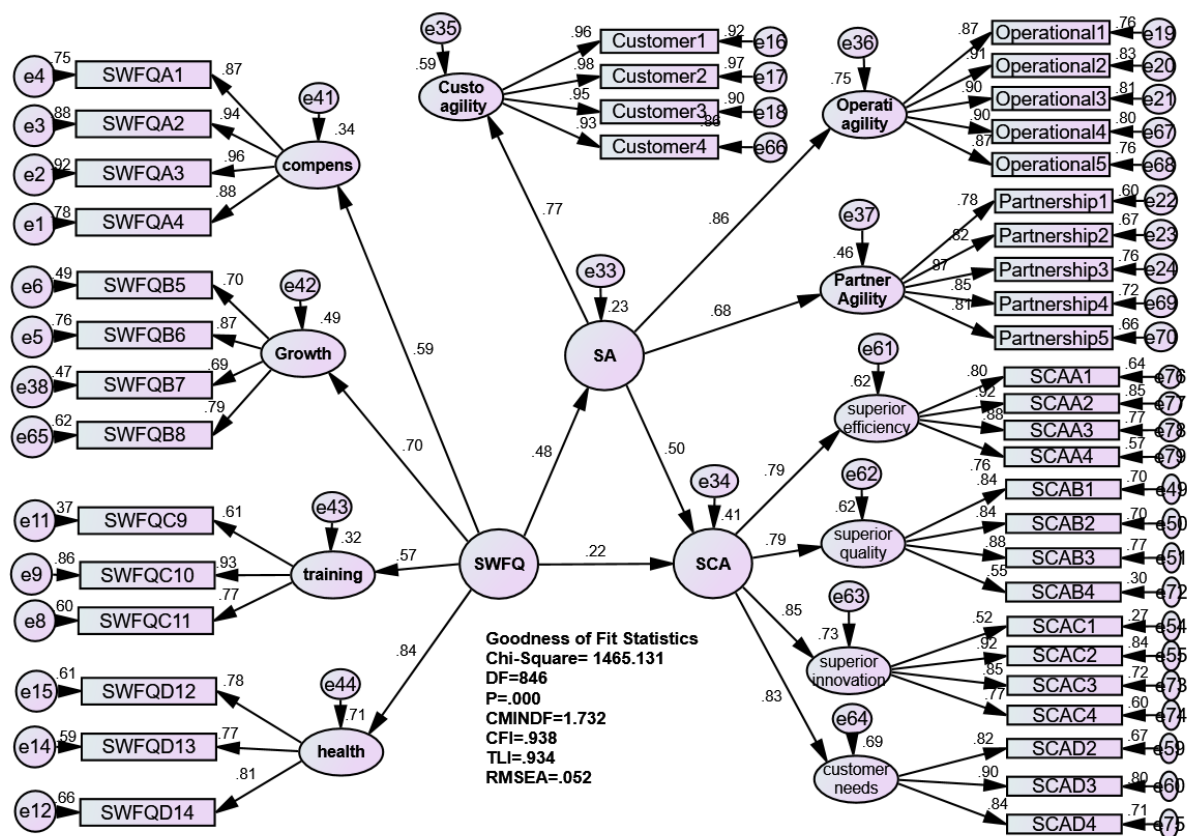 e4
.75
SWFQA1
.87
e3
.88
SWFQA2
.94
e2
.92
SWFQA3
.96
e1
.78
SWFQA4
.88
e41
.34
compens
e6
.49
SWFQB5
.70
e5
.76
SWFQB6
.87
e38
.47
SWFQB7
.69
e65
.62
SWFQB8
.79
e42
.49
Growth
e11
.37
SWFQC9
.61
e9
.86
SWFQC10
.93
e8
.60
SWFQC11
.77
e43
.32
training
e15
.61
SWFQD12
.78
e14
.59
SWFQD13
.77
e12
.66
SWFQD14
.81
e44
.71
health
.59
.70
.57
.84
SWFQ
.48
.22
e35
.59
Custo
agility
.96
Customer1
.92
e16
.98
Customer2
.97
e17
.95
Customer3
.90
e18
.93
Customer4
.86
e66
.77
e33
.23
SA
.86
.68
.50
e34
.41
SCA
e36
.75
Operati
agility
.87
Operational1
.76
e19
.91
Operational2
.83
e20
.90
Operational3
.81
e21
.90
Operational4
.80
e67
.87
Operational5
.76
e68
e37
.46
Partner
Agility
.78
Partnership1
.60
e22
.82
Partnership2
.67
e23
.87
Partnership3
.76
e24
.85
Partnership4
.72
e69
.81
Partnership5
.66
e70
e61
.62
superior
efficiency
.79
.80
SCAA1
.64
e76
.92
SCAA2
.85
e77
.88
SCAA3
.77
e78
.76
SCAA4
.57
e79
e62
.62
superior
quality
.79
.84
SCAB1
.70
e49
.84
SCAB2
.70
e50
.88
SCAB3
.77
e51
.55
SCAB4
.30
e72
e63
.73
superior
innovation
.85
.52
SCAC1
.27
e54
.92
SCAC2
.84
e55
.85
SCAC3
.72
e73
.77
SCAC4
.60
e74
e64
.69
customer
needs
.83
.82
SCAD2
.67
e59
.90
SCAD3
.80
e60
.84
SCAD4
.71
e75
Goodness of Fit Statistics
Chi-Square= 1465.131
DF=846
P=.000
CMINDF=1.732
CFI=.938
TLI=.934
RMSEA=.052